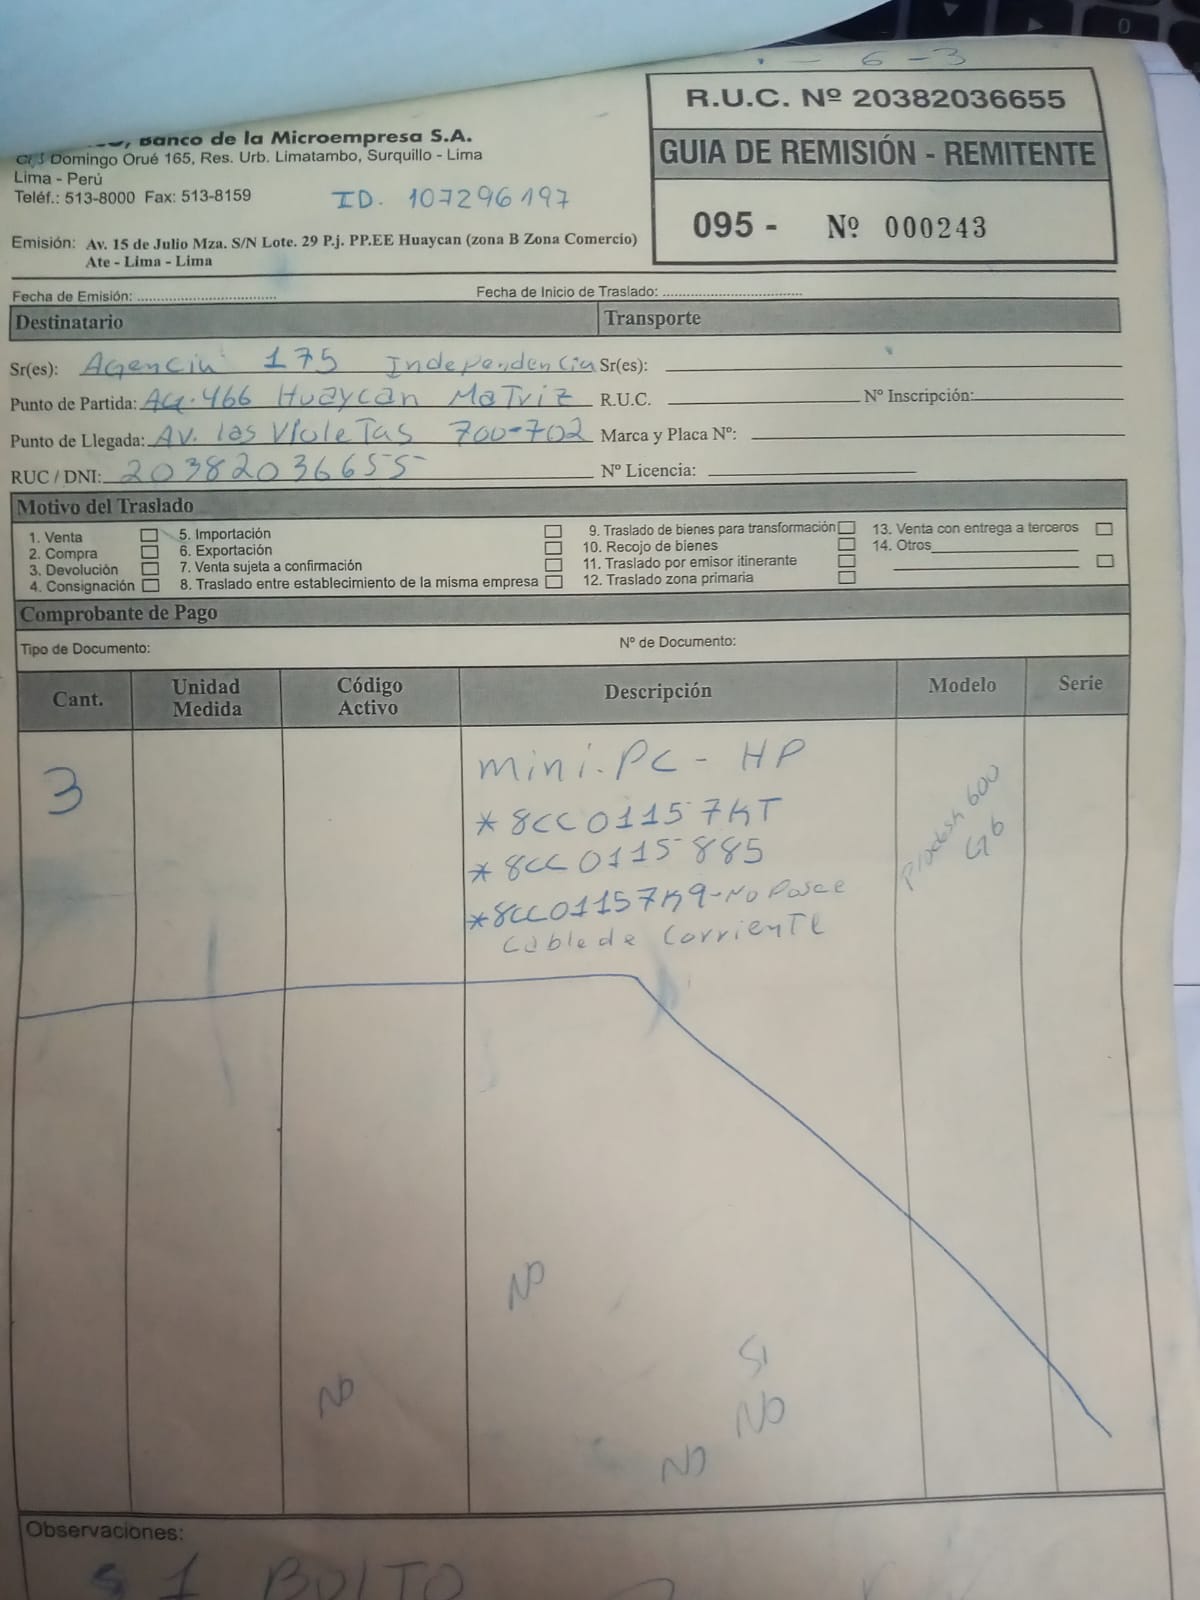 6 - 3
R.U.C. Nº 20382036655
GUIA DE REMISIÓN - REMITENTE
095 - Nº 000243
Banco de la Microempresa S.A.
Domingo Orué 165, Res. Urb. Limatambo, Surquillo - Lima
Lima - Perú
Teléf.: 513-8000 Fax: 513-8159
ID. 107296197
Emisión: Av. 15 de Julio Mza. S/N Lote. 29 P.j. PP.EE Huaycan (zona B Zona Comercio)
Ate - Lima - Lima
Fecha de Emisión: Fecha de Inicio de Traslado:
Destinatario Transporte
Sr(es): Agencia 175 Independencia Sr(es):
Punto de Partida: AG. 466 Huaycan Matriz R.U.C. Nº Inscripción:
Punto de Llegada: AV. las VIoletas 700-702 Marca y Placa Nº:
RUC / DNI: 20382036655 Nº Licencia:
Motivo del Traslado
1. Venta 5. Importación 9. Traslado de bienes para transformación 13. Venta con entrega a terceros
2. Compra 6. Exportación 10. Recojo de bienes 14. Otros
3. Devolución 7. Venta sujeta a confirmación 11. Traslado por emisor itinerante
4. Consignación 8. Traslado entre establecimiento de la misma empresa 12. Traslado zona primaria
Comprobante de Pago
Tipo de Documento: Nº de Documento:
Cant. Unidad Medida Código Activo Descripción Modelo Serie
3 mini. PC - HP Prodesk 600 G6
* 8CC01157KT
* 8CC0115885
* 8CC01157K9 - No Posee
Cable de Corriente
NO
SI
NO
NO
NO
Observaciones:
1 BULTO